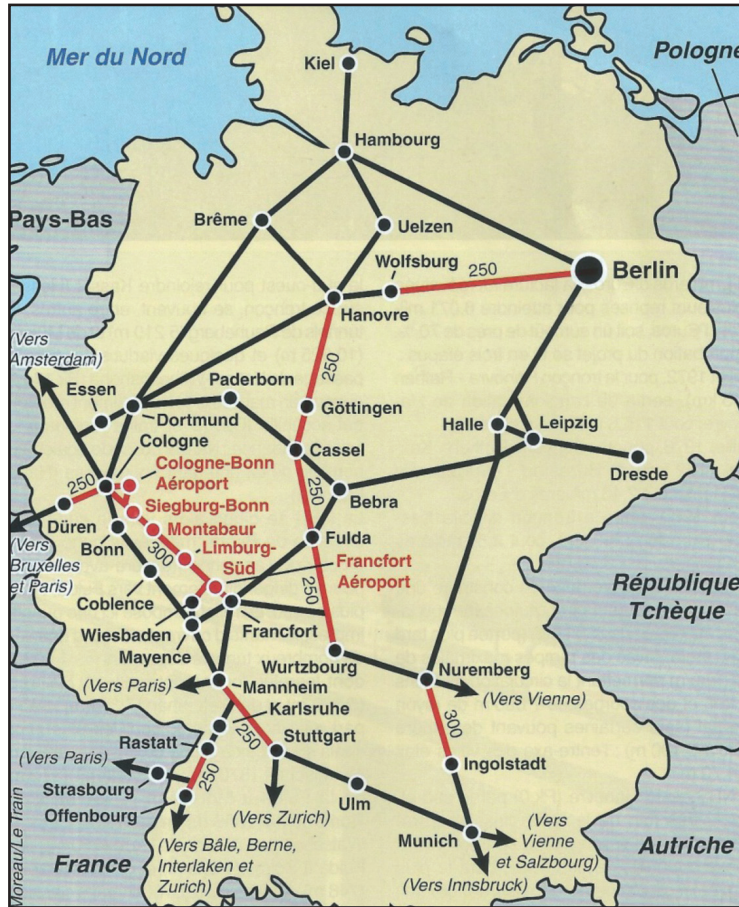 Mer du Nord
Pologne
Kiel
Hambourg
Pays-Bas
Brême
Uelzen
Wolfsburg
250
Berlin
Hanovre
(Vers
Amsterdam)
250
Essen
Paderborn
Göttingen
Dortmund
Cologne
Halle
Leipzig
Cassel
Cologne-Bonn
Aéroport
250
250
Dresde
Siegburg-Bonn
Bebra
Düren
Montabaur
Bonn
300
Limburg-
Süd
Fulda
(Vers
Bruxelles
et Paris)
Francfort
Aéroport
250
Coblence
République
Tchèque
Wiesbaden
Francfort
Mayence
Wurtzbourg
Nuremberg
(Vers Paris)
Mannheim
(Vers Vienne)
Karlsruhe
250
300
Rastatt
Stuttgart
(Vers Paris)
250
Ingolstadt
Strasbourg
Ulm
Offenbourg
(Vers Zurich)
Munich
(Vers
Vienne
et Salzbourg)
(Vers Bâle, Berne,
Interlaken et
Zurich)
France
Autriche
(Vers Innsbruck)
Moreau/Le Train